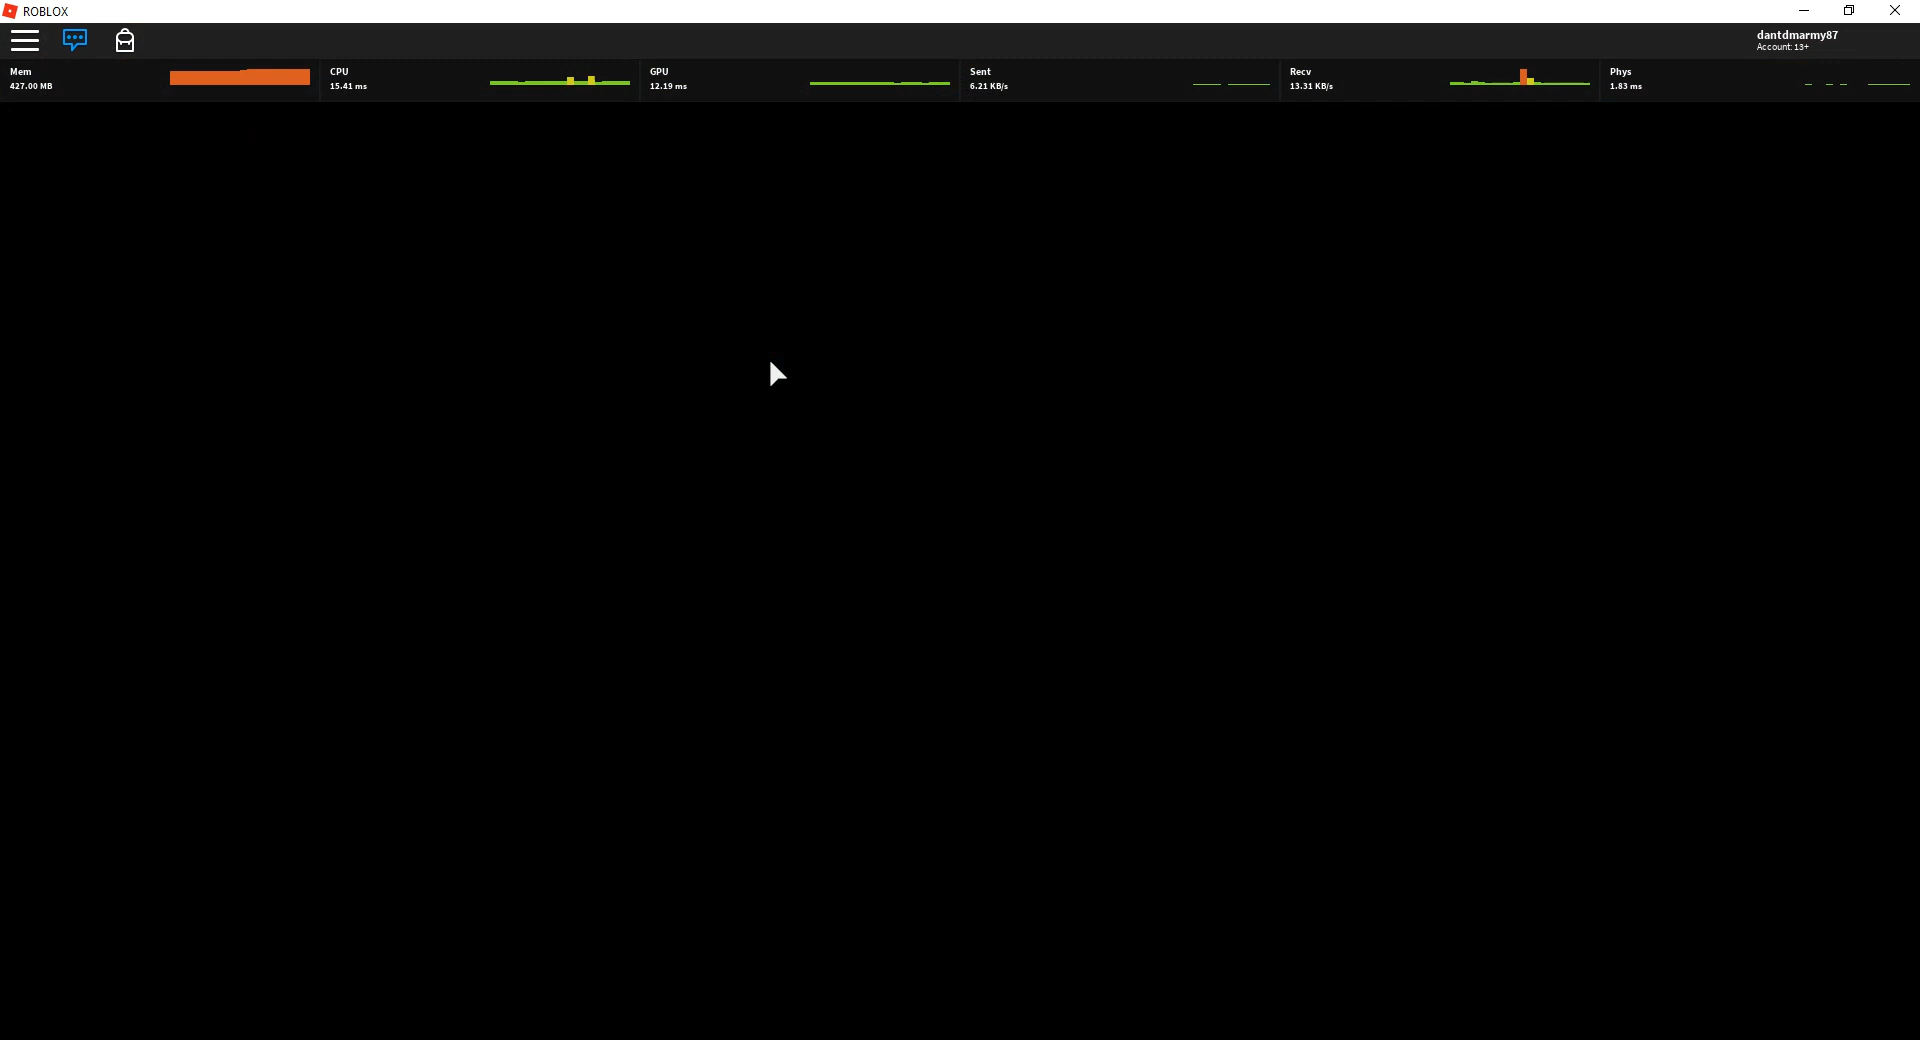 ROBLOX
dantdmarmy87
Account: 13+
Mem
427.00 MB
CPU
15.41 ms
GPU
12.19 ms
Sent
6.21 KB/s
Recv
13.31 KB/s
Phys
1.83 ms